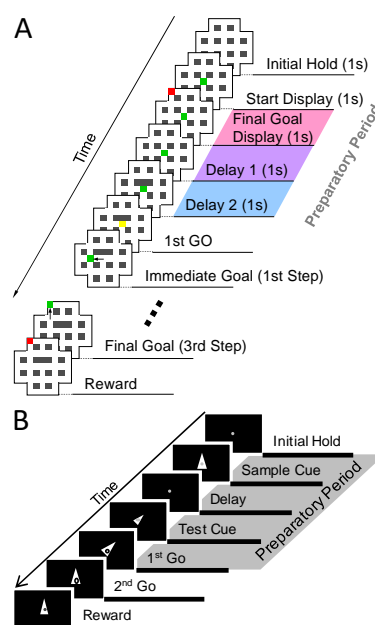 A
Time
Initial Hold (1s)
Start Display (1s)
Final Goal
Display (1s)
Delay 1 (1s)
Delay 2 (1s)
Preparatory Period
1st GO
Immediate Goal (1st Step)
Final Goal (3rd Step)
Reward
B
Time
Initial Hold
Sample Cue
Delay
Test Cue
Preparatory Period
1st Go
2nd Go
Reward